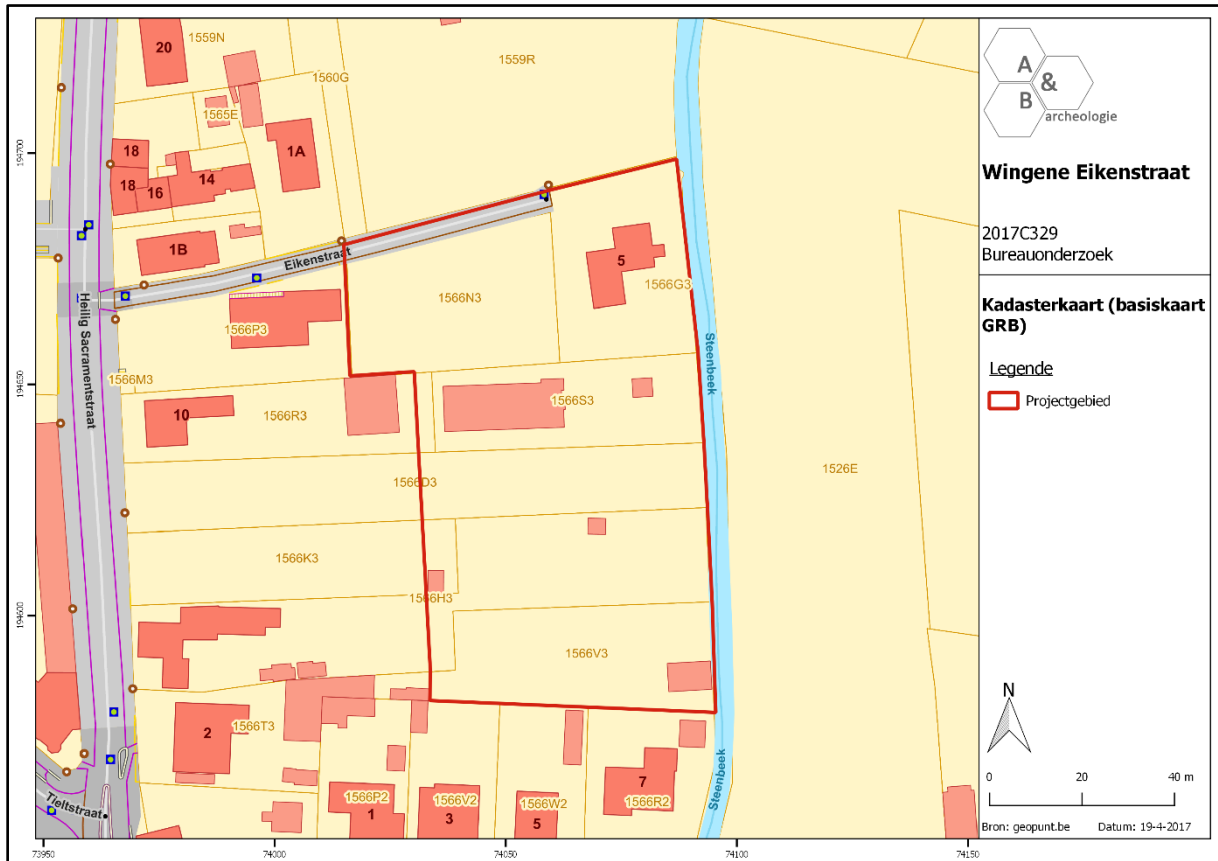 20
1559N
1559R
1560G
1565E
1A
18
18
16
14
1B
Eikenstraat
5
1566G3
1566N3
1566P3
Heilig Sacramentstraat
Steenbeek
1566M3
10
1566R3
1566S3
1566D3
1526E
1566K3
1566H3
1566V3
2
1566T3
Steenbeek
7
1566P2
1566V2
1566W2
1566R2
1
3
5
Tieltstraat
194700
194650
194600
73950
74000
74050
74100
74150
A
&
B
archeologie
Wingene Eikenstraat
2017C329
Bureauonderzoek
Kadasterkaart (basiskaart
GRB)
Legende
Projectgebied
N
0 20 40 m
Bron: geopunt.be Datum: 19-4-2017